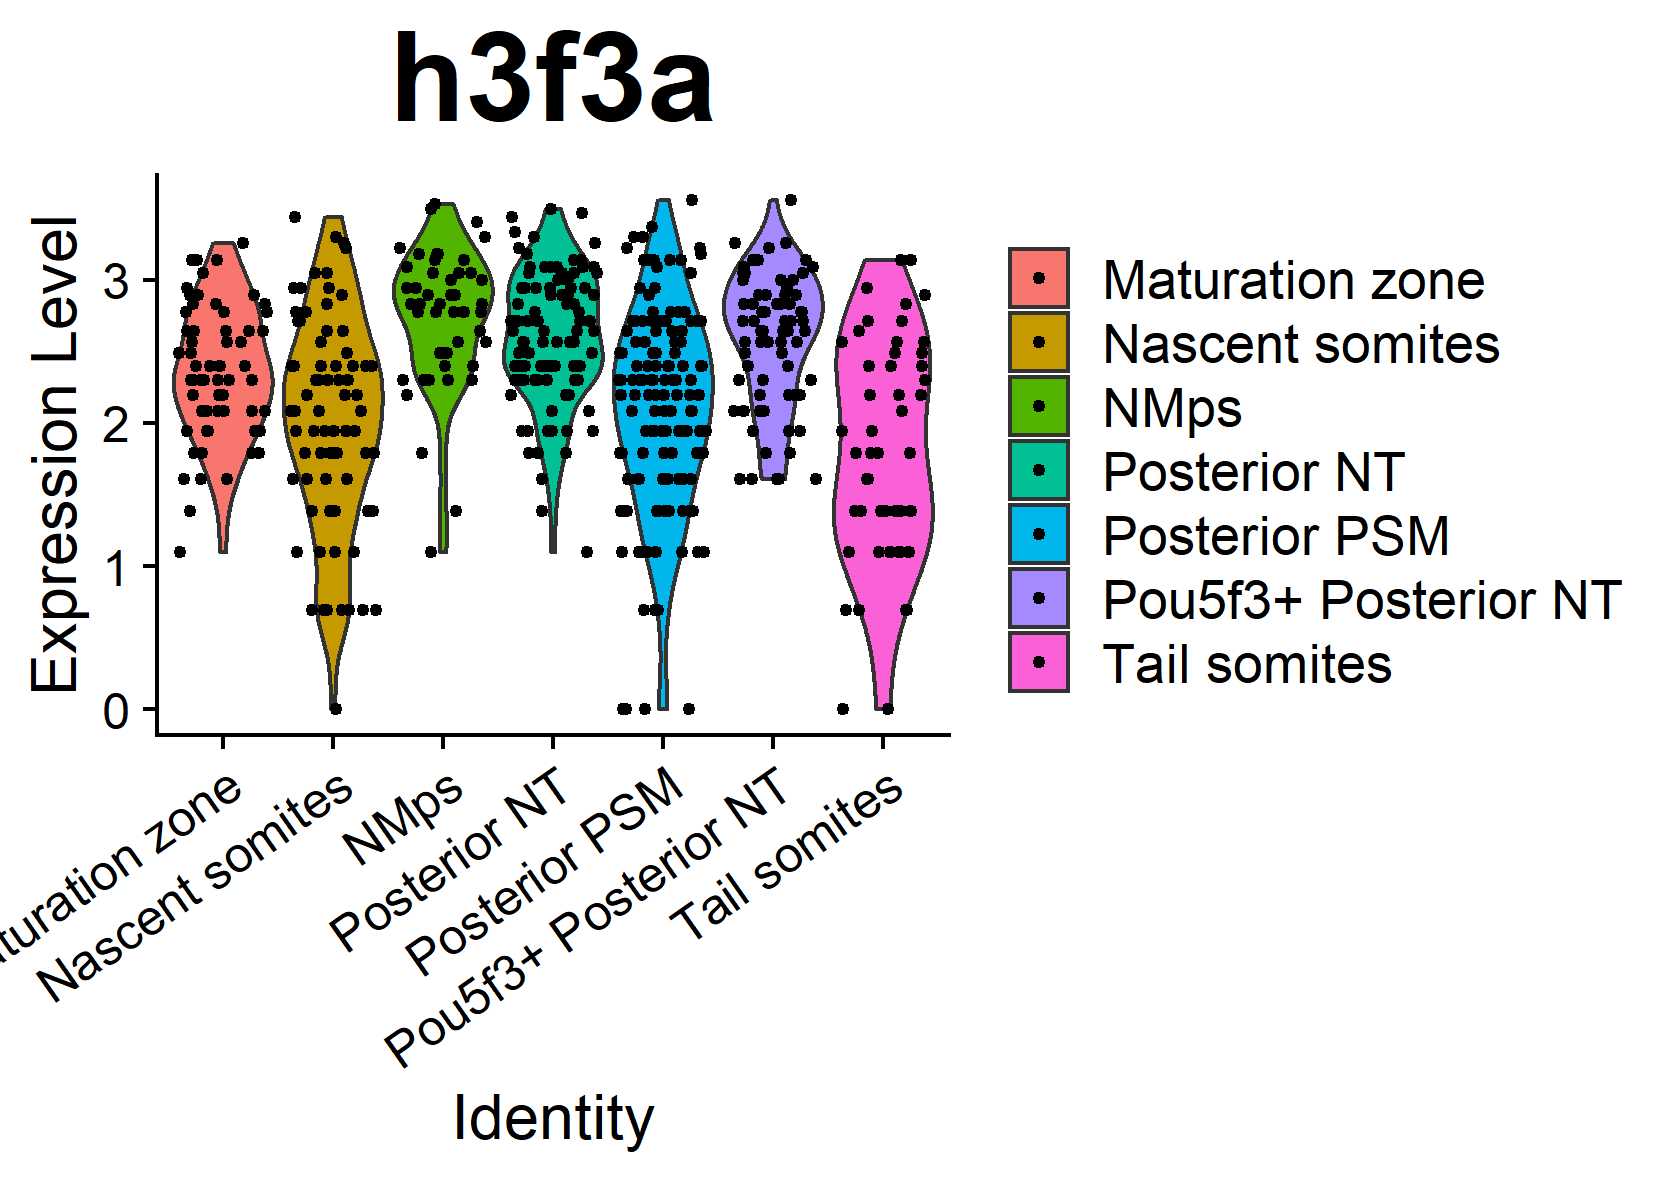 h3f3a
Expression Level
3
2
1
0
Nascent somites
NMps
Posterior NT
Posterior PSM
Pou5f3+ Posterior NT
Tail somites
zone
Identity
Maturation zone
Nascent somites
NMps
Posterior NT
Posterior PSM
Pou5f3+ Posterior NT
Tail somites